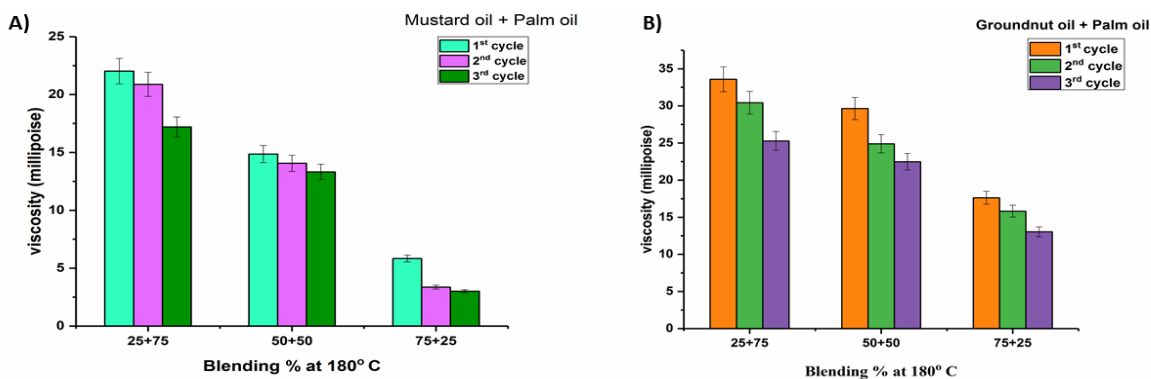 A)
Mustard oil + Palm oil
1st cycle
2nd cycle
3rd cycle
viscosity (millipoise)
25
20
15
10
5
0
25+75
50+50
75+25
Blending % at 180° C
B)
Groundnut oil + Palm oil
1st cycle
2nd cycle
3rd cycle
viscosity (millipoise)
35
30
25
20
15
10
5
0
25+75
50+50
75+25
Blending % at 180° C